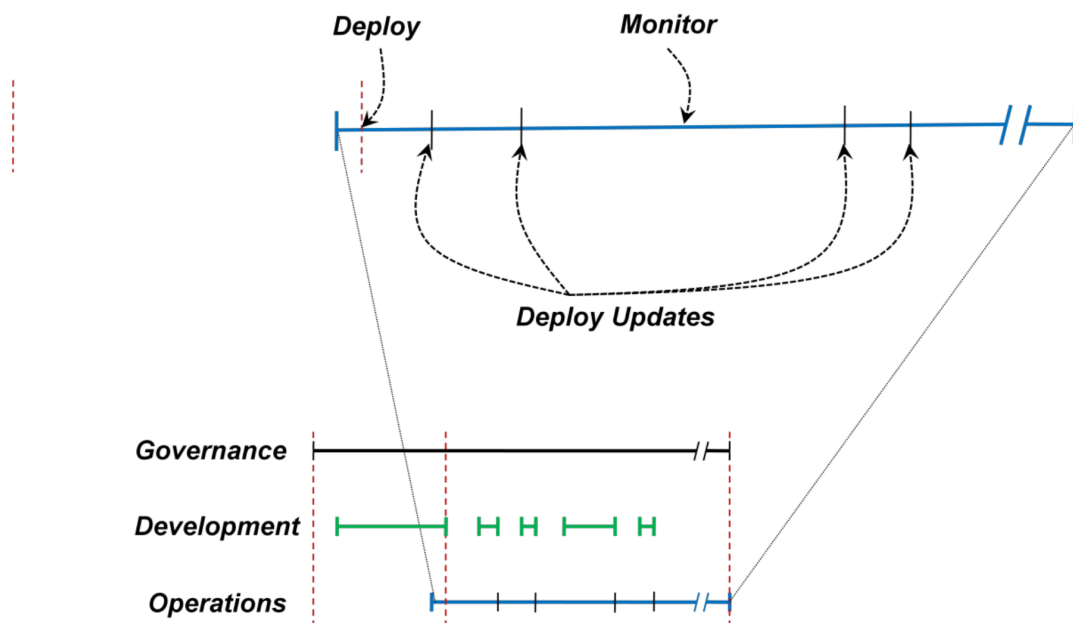 Deploy
Monitor
Deploy Updates
Governance
Development
Operations